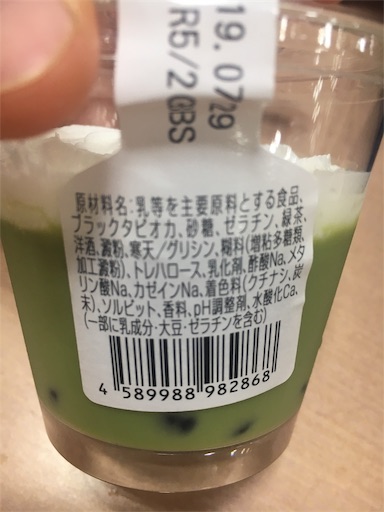 19.07.29
R5/2@BS
原材料名:乳等を主要原料とする食品、
ブラックタピオカ、砂糖、ゼラチン、緑茶、
洋酒、澱粉、寒天/グリシン、糊料(増粘多糖類、
加工澱粉)、トレハロース、乳化剤、酢酸Na、メタ
リン酸Na、カゼインNa、着色料(クチナシ、炭
末)、ソルビット、香料、pH調整剤、水酸化Ca、
(一部に乳成分・大豆・ゼラチンを含む)
4 589988 982868